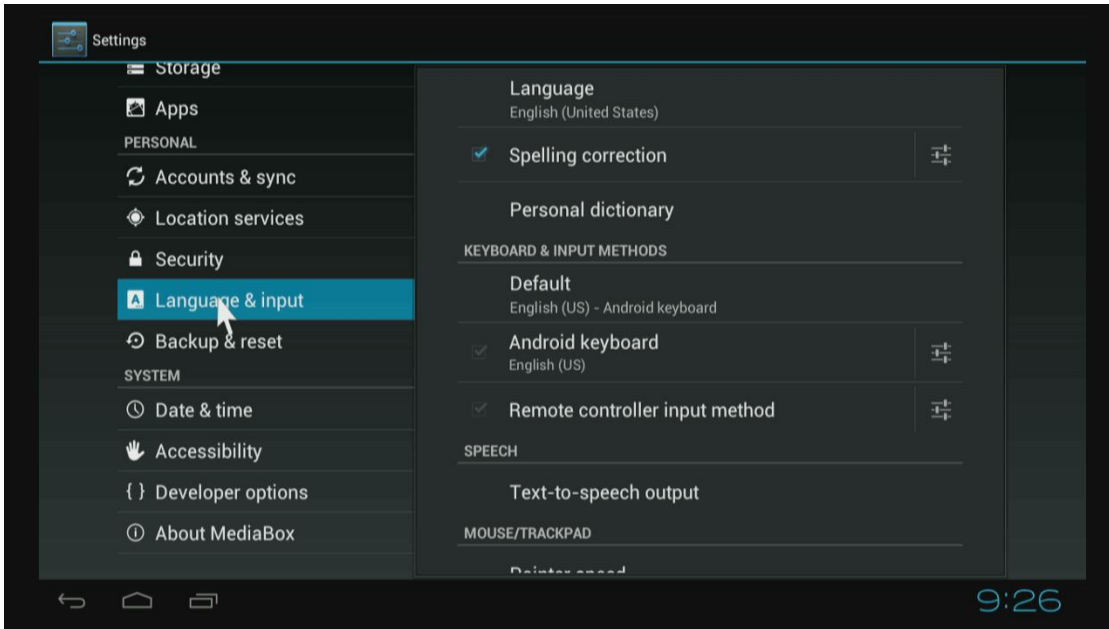 Settings
Storage
Apps
PERSONAL
Accounts & sync
Location services
Security
Language & input
Backup & reset
SYSTEM
Date & time
Accessibility
{ } Developer options
About MediaBox
Language
English (United States)
Spelling correction
Personal dictionary
KEYBOARD & INPUT METHODS
Default
English (US) - Android keyboard
Android keyboard
English (US)
Remote controller input method
SPEECH
Text-to-speech output
MOUSE/TRACKPAD
Pointer speed
9:26